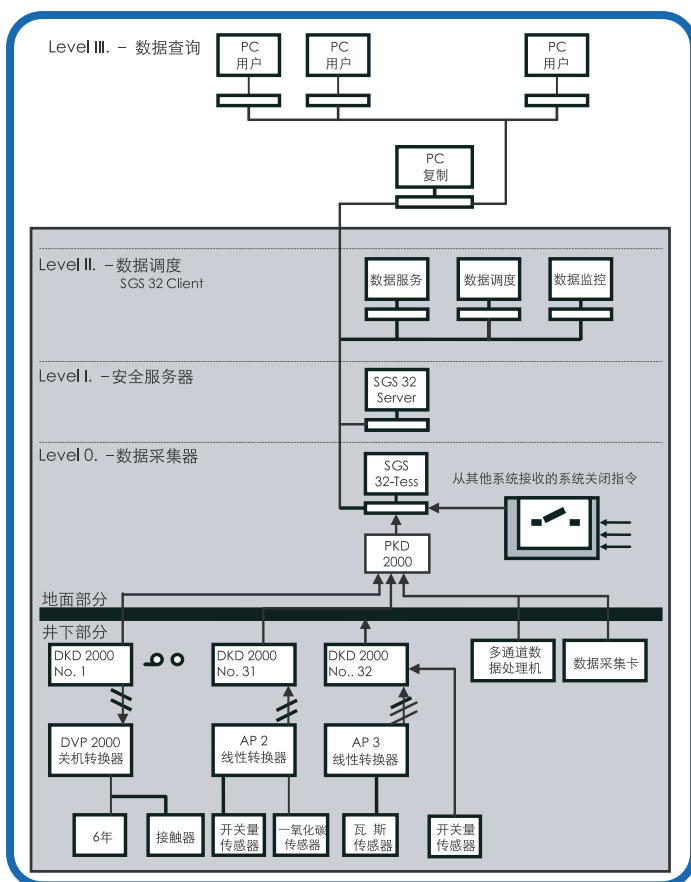 Level III. - 数据查询
PC
用户
PC
用户
PC
用户
PC
复制
Level II. -数据调度
SGS 32 Client
数据服务
数据调度
数据监控
Level I. -安全服务器
SGS 32
Server
Level 0. -数据采集器
SGS
32-Tess
从其他系统接收的系统关闭指令
PKD
2000
地面部分
井下部分
DKD 2000
No. 1
DKD 2000
No. 31
DKD 2000
No.. 32
多通道数
据处理机
数据采集卡
DVP 2000
关机转换器
AP 2
线性转换器
AP 3
线性转换器
6年
接触器
开关量
传感器
一氧化碳
传感器
瓦 斯
传感器
开关量
传感器